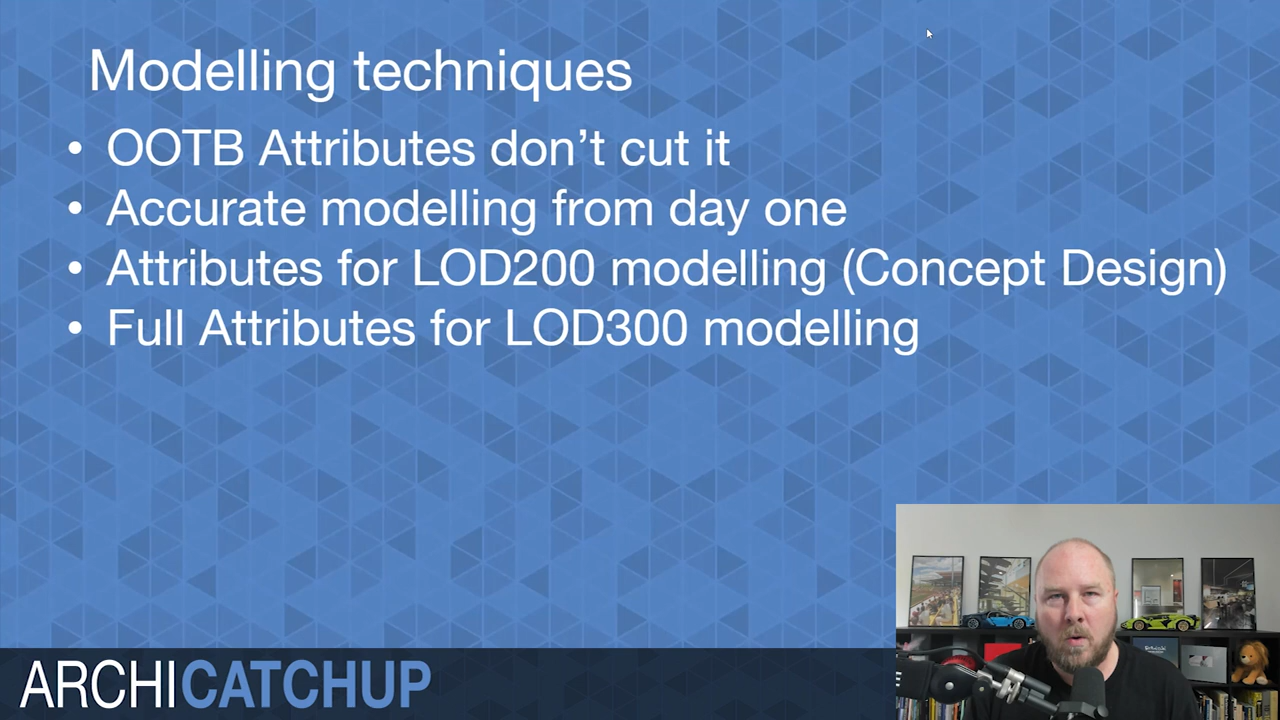 Modelling techniques
• OOTB Attributes don't cut it
• Accurate modelling from day one
• Attributes for LOD200 modelling (Concept Design)
• Full Attributes for LOD300 modelling
ARCHICATCHUP